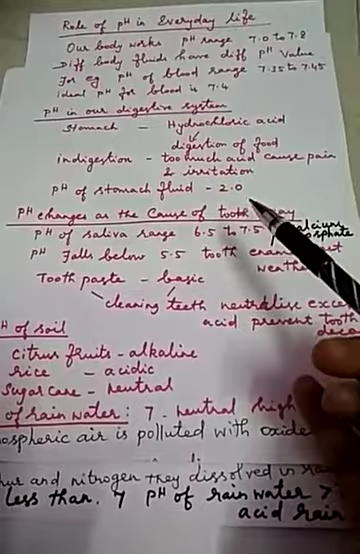 Role of pH in Everyday life
Our body works pH range 7.0 to 7.8
Diff body fluids have diff pH value
For eg pH of blood range 7.35 to 7.45
ideal pH for blood is 7.4
pH in our digestive system
Stomach - Hydrochloric acid
digestion of food
indigestion - too much acid cause pain
& irritation
pH of stomach fluid - 2.0
pH changes as the cause of tooth
pH of saliva range 6.5 to 7.5
pH Falls below 5.5 tooth
Tooth paste - basic
cleaning teeth neutralise
acid prevent tooth
of soil
citrus fruits - alkaline
rice - acidic
Sugarcane - neutral
of rain water: 7 - neutral high
air is polluted with oxide
and nitrogen they dissolved in
less than 7 pH of rain water
acid rain